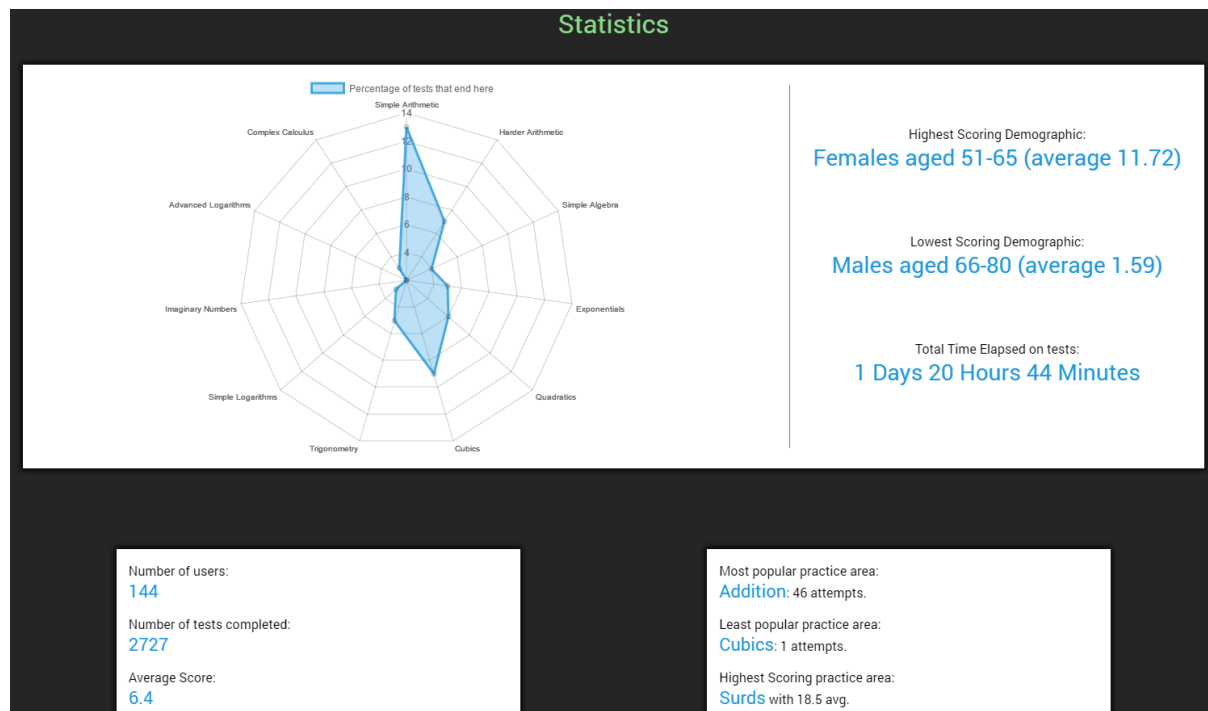 Statistics
Percentage of tests that end here
Simple Arithmetic
14
12
10
8
6
4
Harder Arithmetic
Simple Algebra
Exponentials
Quadratics
Cubics
Trigonometry
Simple Logarithms
Imaginary Numbers
Advanced Logarithms
Complex Calculus
Highest Scoring Demographic:
Females aged 51-65 (average 11.72)
Lowest Scoring Demographic:
Males aged 66-80 (average 1.59)
Total Time Elapsed on tests:
1 Days 20 Hours 44 Minutes
Number of users:
144
Number of tests completed:
2727
Average Score:
6.4
Most popular practice area:
Addition: 46 attempts.
Least popular practice area:
Cubics: 1 attempts.
Highest Scoring practice area:
Surds with 18.5 avg.